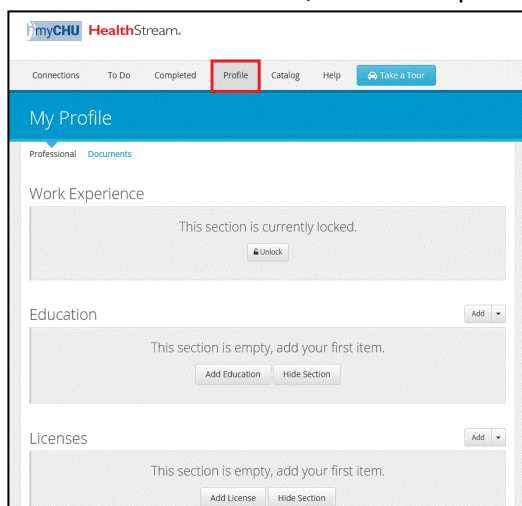 myCHU HealthStream.
Connections To Do Completed Profile Catalog Help Take a Tour
My Profile
Professional Documents
Work Experience
This section is currently locked.
Unlock
Education Add
This section is empty, add your first item.
Add Education Hide Section
Licenses Add
This section is empty, add your first item.
Add License Hide Section